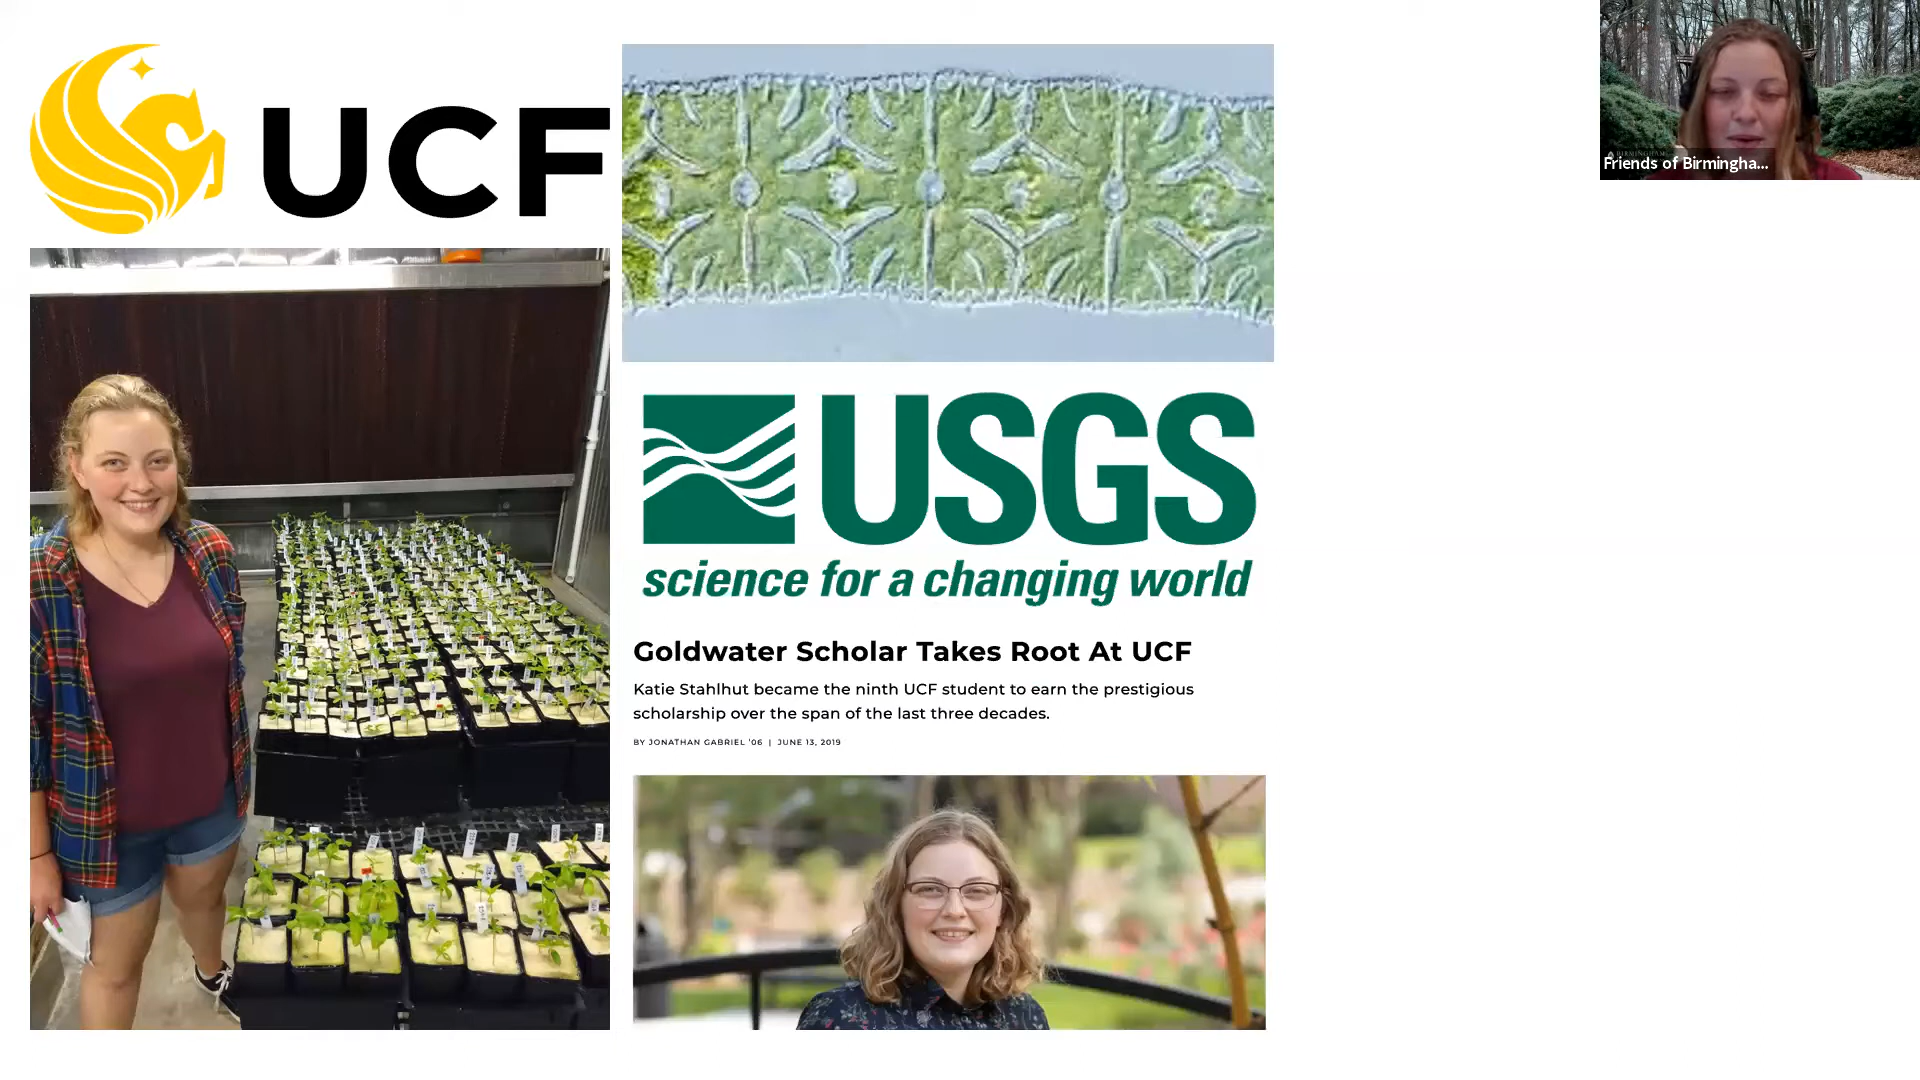 UCF
USGS
science for a changing world
Goldwater Scholar Takes Root At UCF
Katie Stahlhut became the ninth UCF student to earn the prestigious
scholarship over the span of the last three decades.
BY JONATHAN GABRIEL '06 | JUNE 13, 2019
Friends of Birmingha...